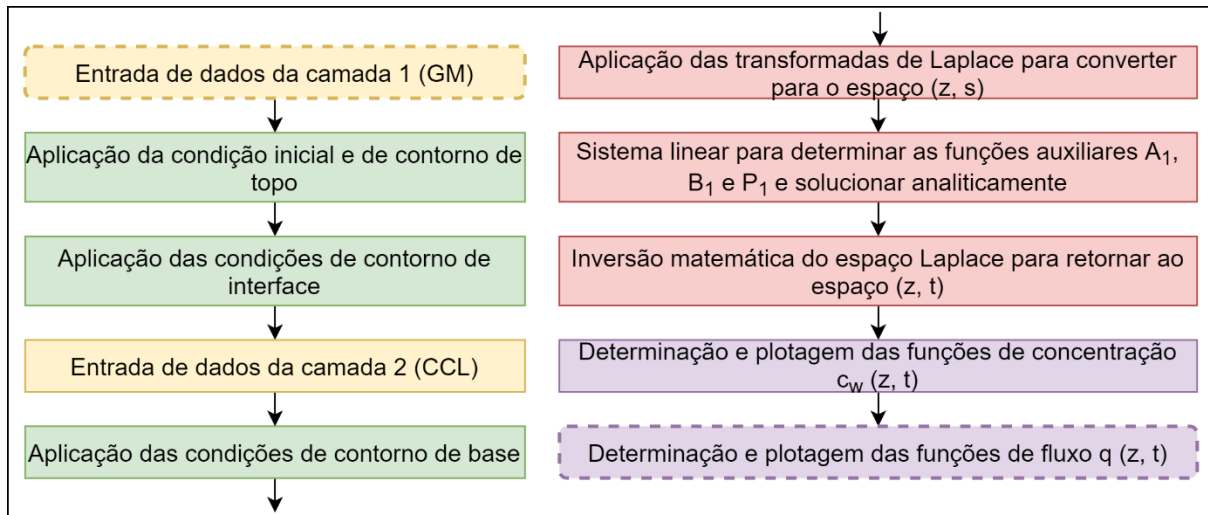 Entrada de dados da camada 1 (GM)
Aplicação da condição inicial e de contorno de
topo
Aplicação das condições de contorno de
interface
Entrada de dados da camada 2 (CCL)
Aplicação das condições de contorno de base
Aplicação das transformadas de Laplace para converter
para o espaço (z, s)
Sistema linear para determinar as funções auxiliares A₁,
B₁ e P₁ e solucionar analiticamente
Inversão matemática do espaço Laplace para retornar ao
espaço (z, t)
Determinação e plotagem das funções de concentração
c_w (z, t)
Determinação e plotagem das funções de fluxo q (z, t)